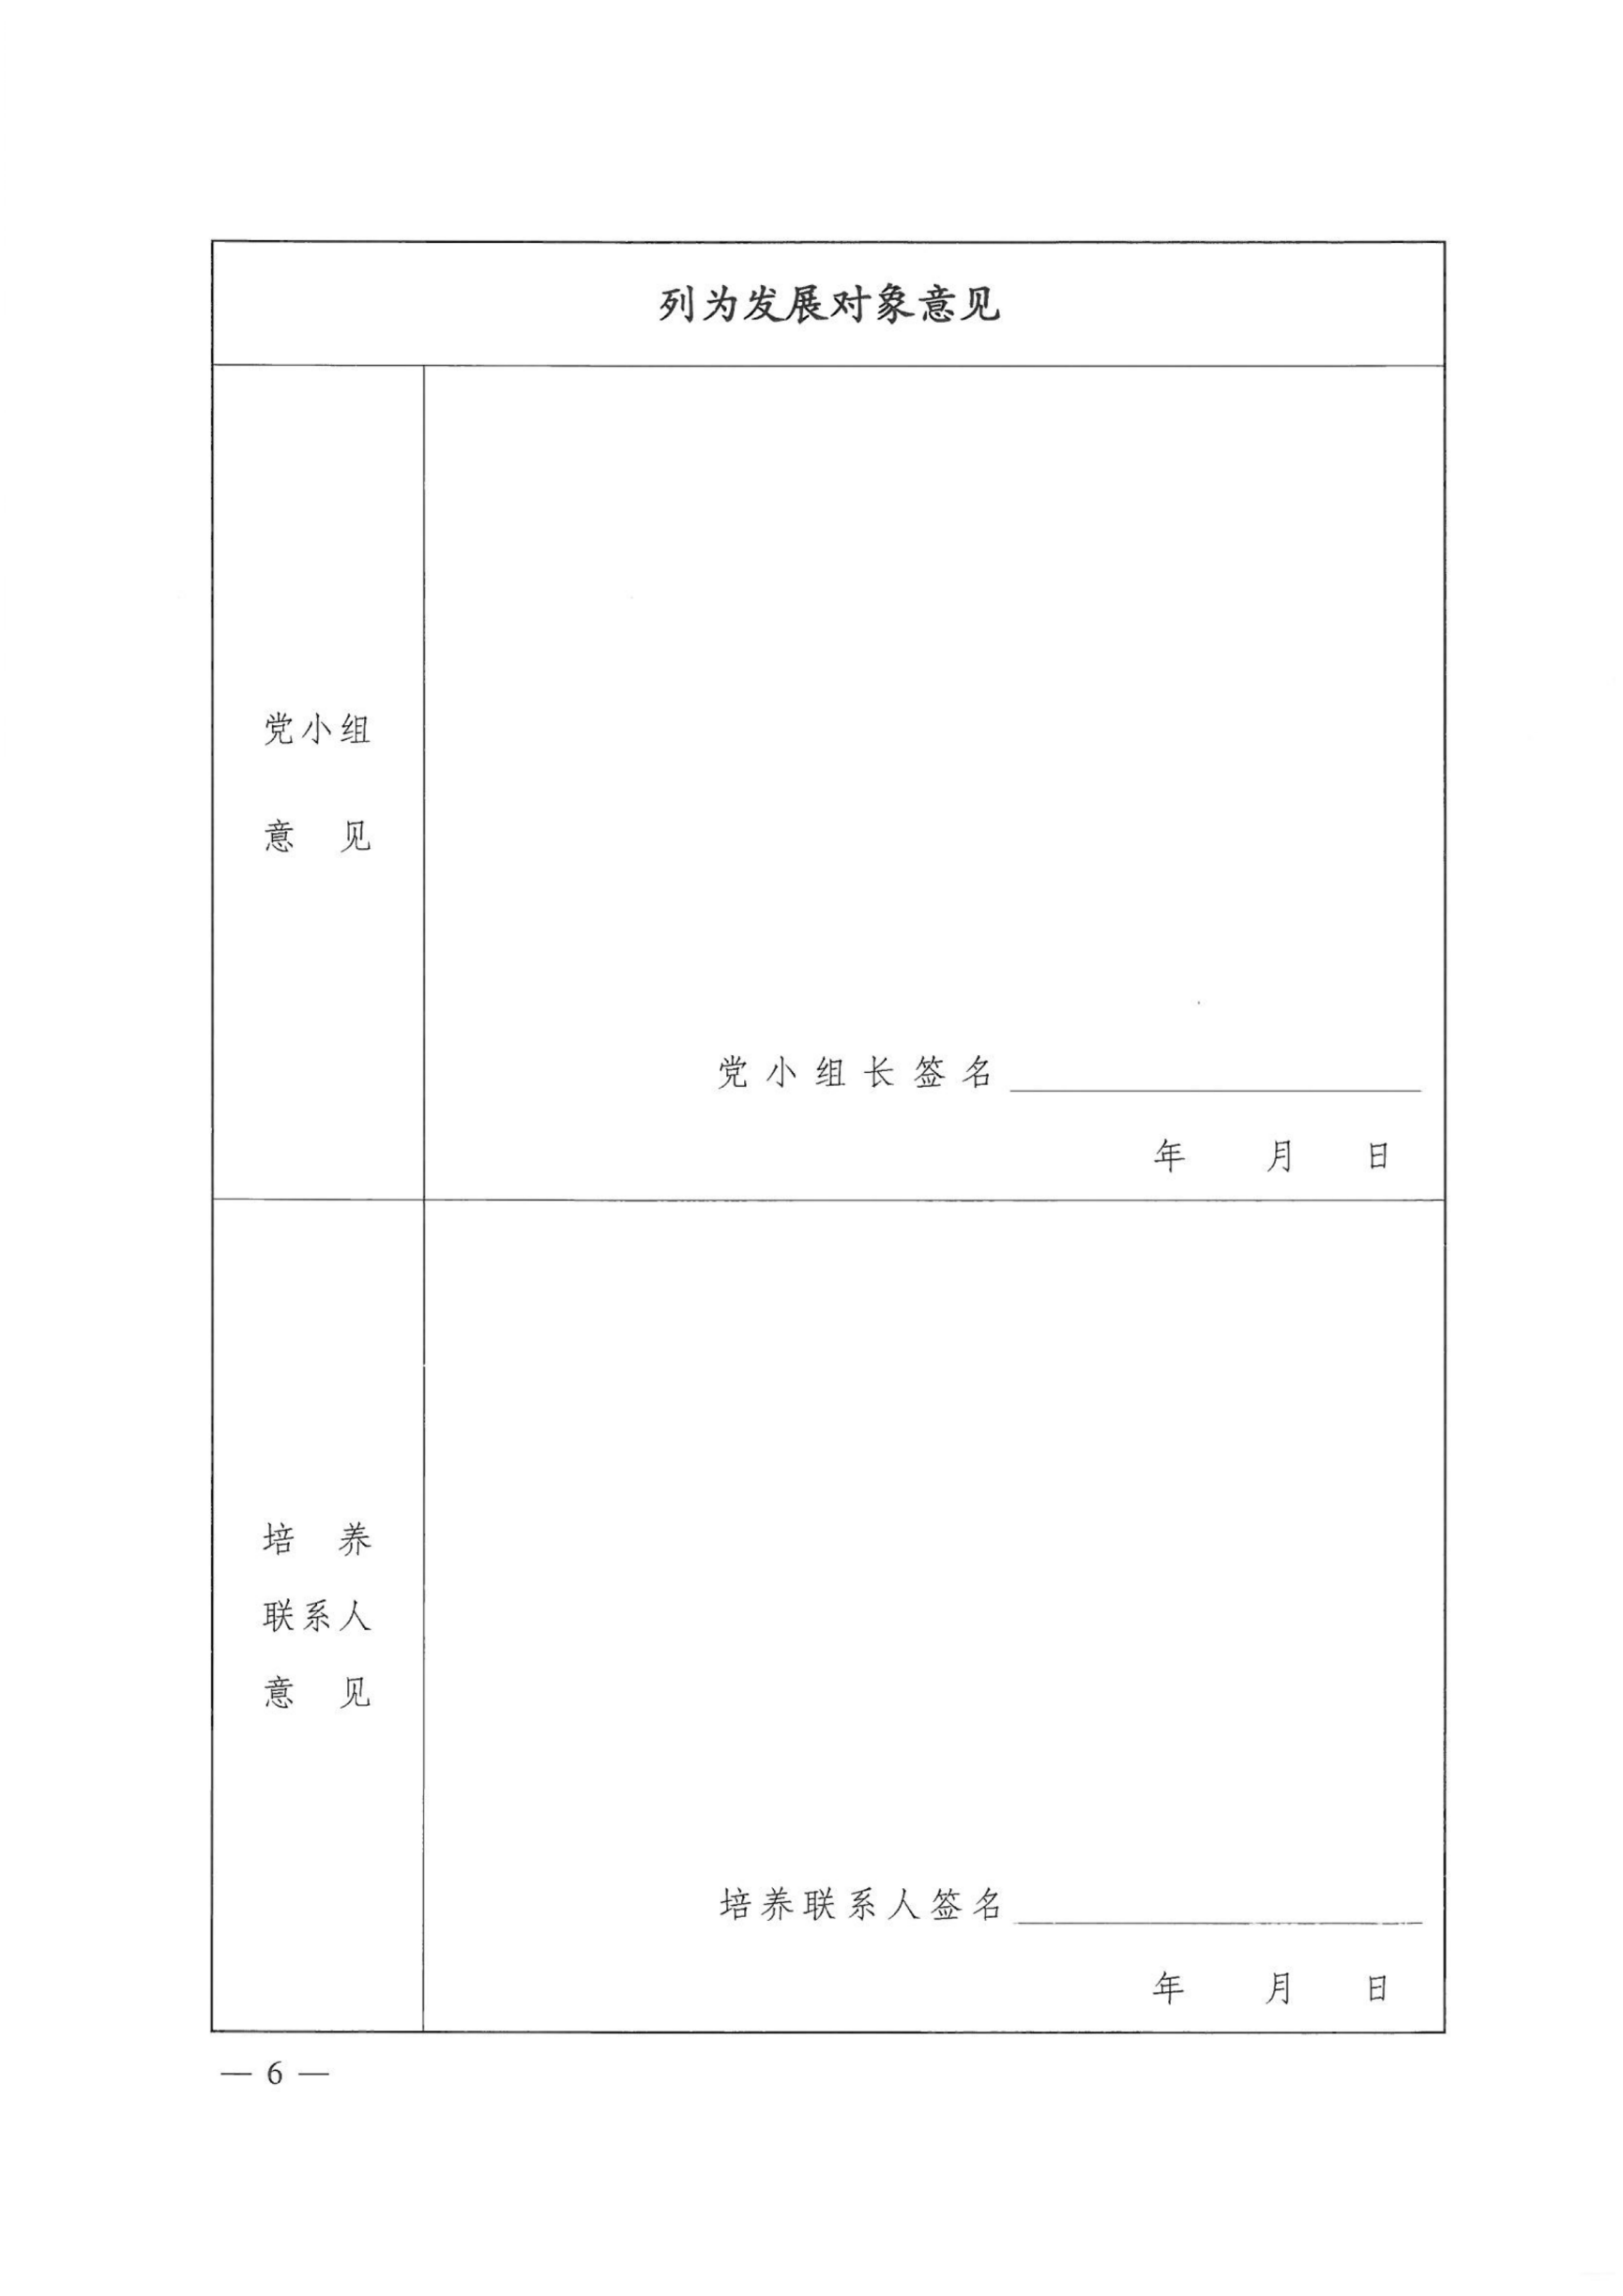 列为发展对象意见
党小组
意 见
党小组长签名
年 月 日
培 养
联系人
意 见
培养联系人签名
年 月 日
— 6 —